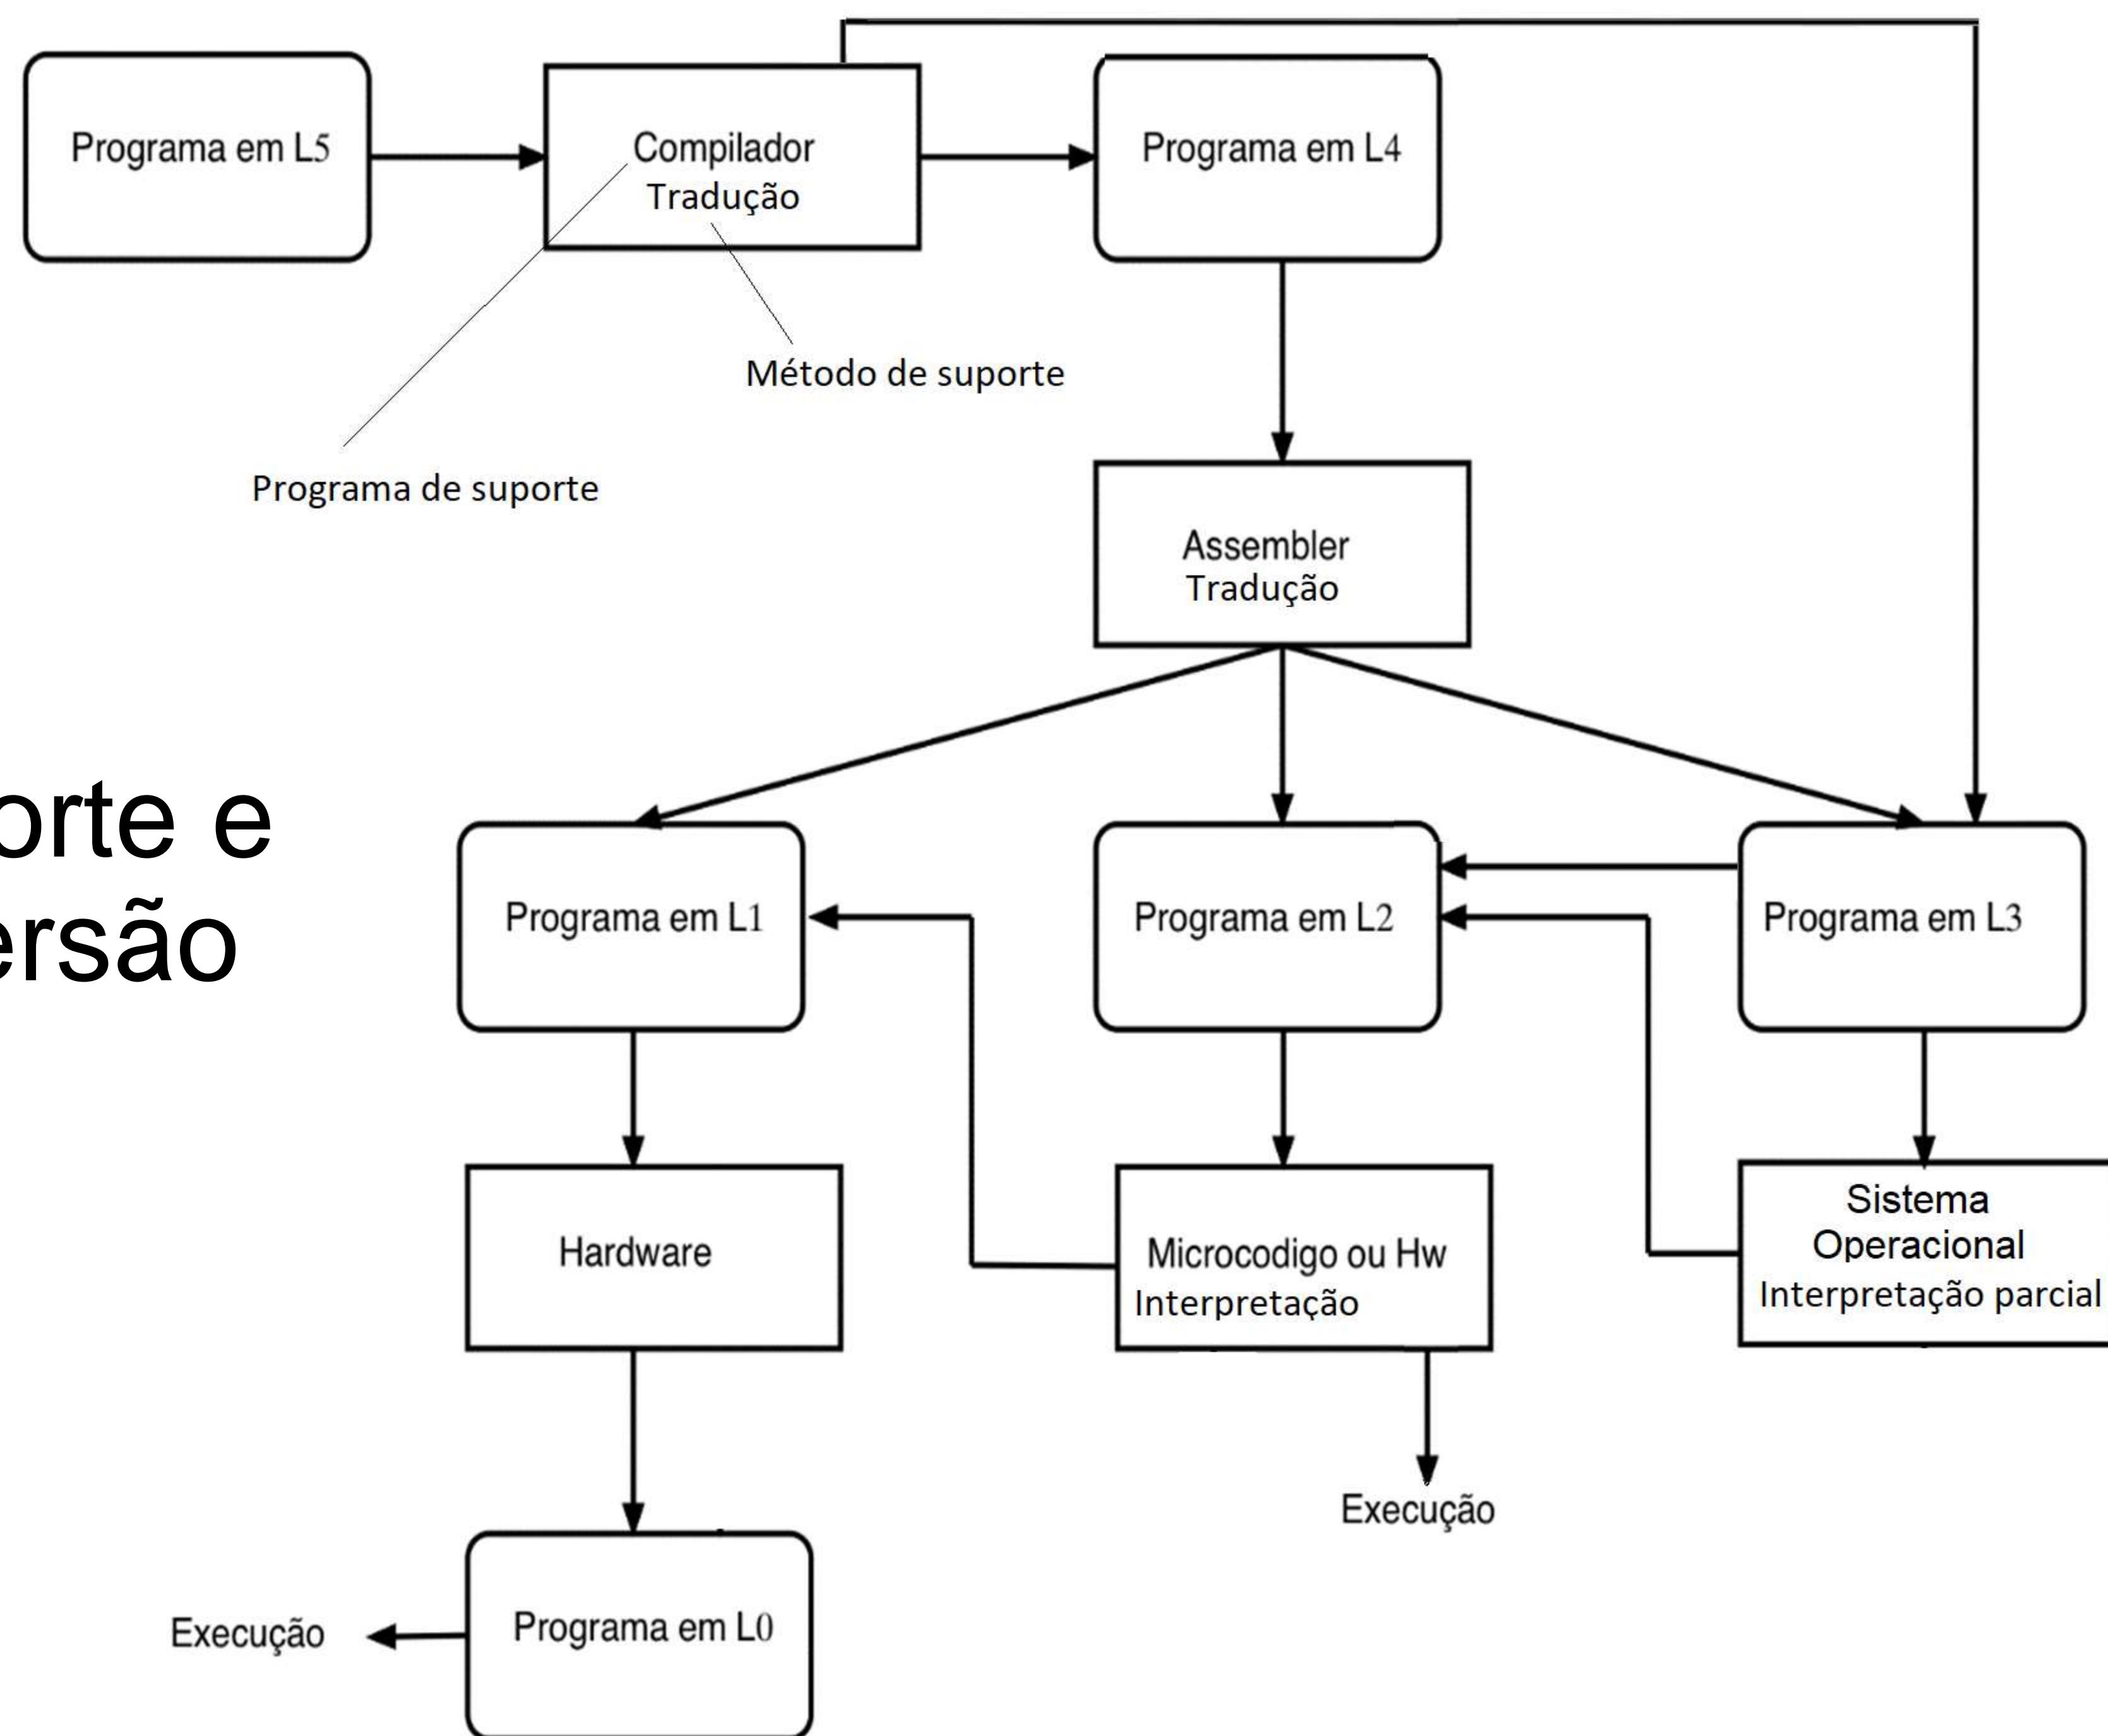 Programa em L5
Compilador
Tradução
Programa em L4
Método de suporte
Programa de suporte
Assembler
Tradução
orte e
ersão
Programa em L1
Programa em L2
Programa em L3
Hardware
Microcodigo ou Hw
Interpretação
Sistema
Operacional
Interpretação parcial
Execução
Execução
Programa em L0